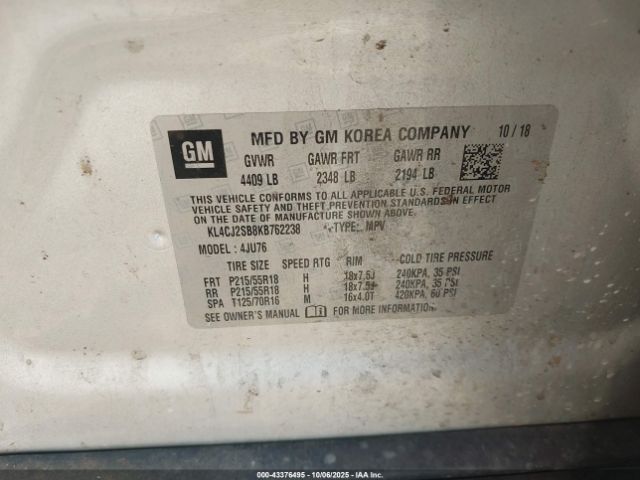 GM
MFD BY GM KOREA COMPANY 10 / 18
GVWR GAWR FRT GAWR RR
4409 LB 2348 LB 2194 LB
THIS VEHICLE CONFORMS TO ALL APPLICABLE U.S. FEDERAL MOTOR
VEHICLE SAFETY, BUMPER, AND THEFT PREVENTION STANDARDS IN EFFECT
ON THE DATE OF MANUFACTURE SHOWN ABOVE.
KL4CJ2SB8KB762238 TYPE: MPV
MODEL : 4JU76
TIRE SIZE SPEED RTG RIM COLD TIRE PRESSURE
FRT P215/55R18 H 18x7.5J 240KPA, 35 PSI
RR P215/55R18 H 18x7.5J 240KPA, 35 PSI
SPA T125/70R16 M 16x4.0T 420KPA, 60 PSI
SEE OWNER'S MANUAL FOR MORE INFORMATION.
000-43376495 - 10/06/2025 - IAA, Inc.